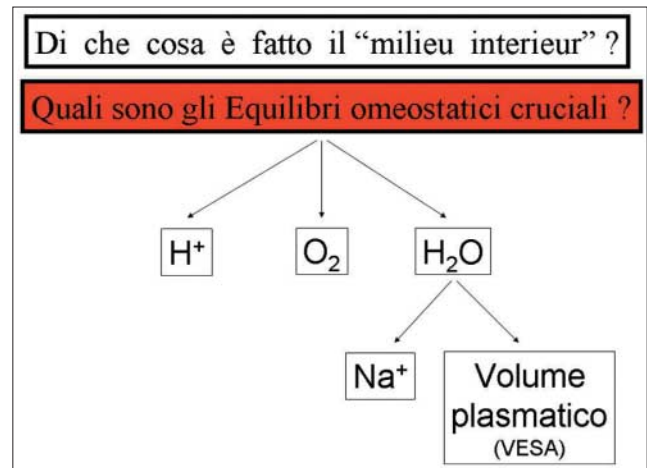 Di che cosa è fatto il “milieu interieur” ?
Quali sono gli Equilibri omeostatici cruciali ?
H⁺ O₂ H₂O
Na⁺ Volume
plasmatico
(VESA)